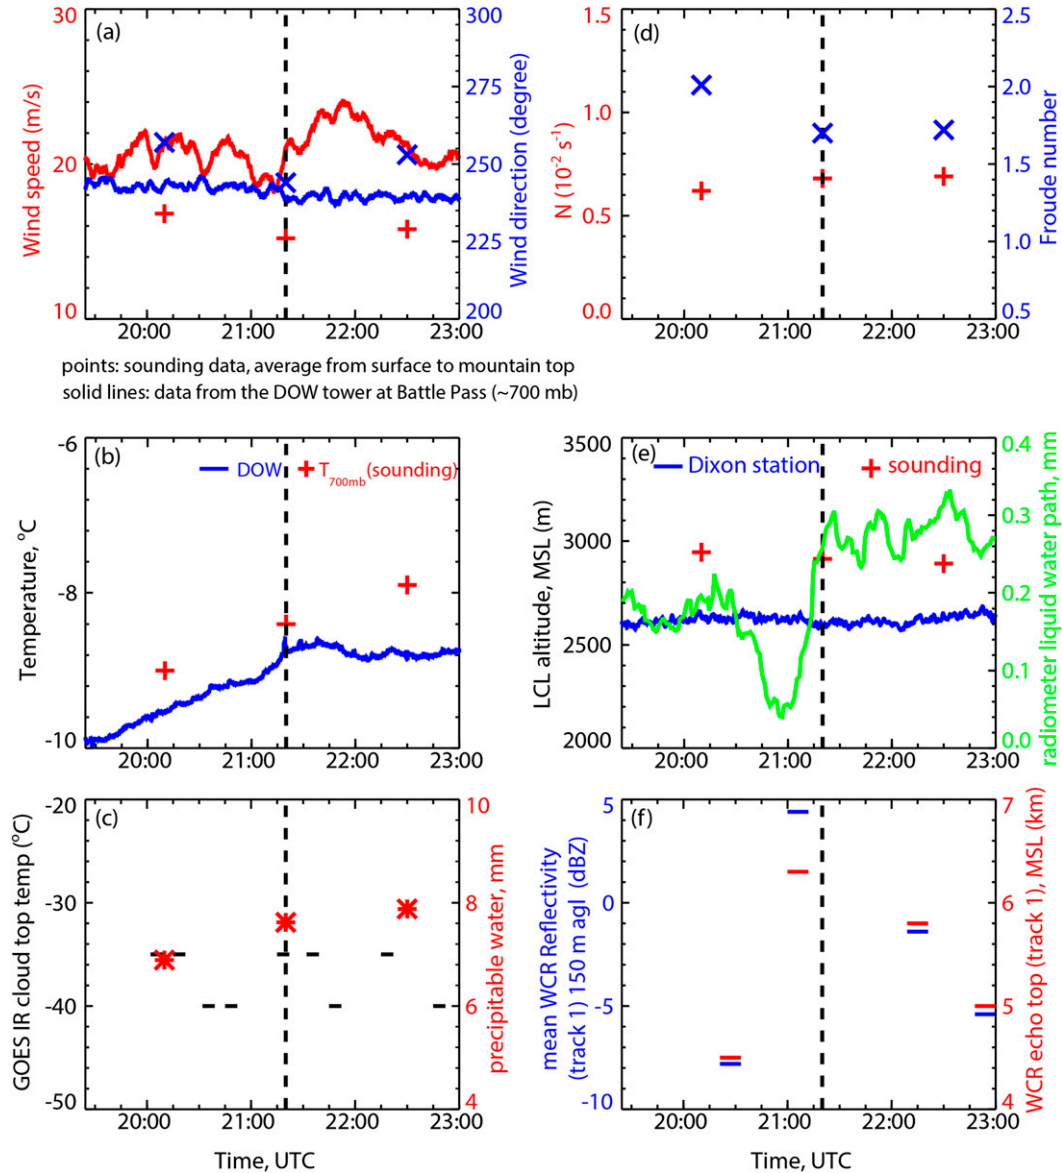 (a)
30
20
10
Wind speed (m/s)
300
275
250
225
200
Wind direction (degree)
20:00 21:00 22:00 23:00
(d)
1.5
1.0
0.5
0.0
N (10⁻² s⁻¹)
2.5
2.0
1.5
1.0
0.5
Froude number
20:00 21:00 22:00 23:00
points: sounding data, average from surface to mountain top
solid lines: data from the DOW tower at Battle Pass (~700 mb)
(b)
DOW T700mb(sounding)
-6
-8
-10
Temperature, °C
20:00 21:00 22:00 23:00
(e)
Dixon station sounding
3500
3000
2500
2000
LCL altitude, MSL (m)
0.4
0.3
0.2
0.1
0.0
radiometer liquid water path, mm
20:00 21:00 22:00 23:00
(c)
-20
-30
-40
-50
GOES IR cloud top temp (°C)
10
8
6
4
precipitable water, mm
20:00 21:00 22:00 23:00
Time, UTC
(f)
5
0
-5
-10
mean WCR Reflectivity
(track 1) 150 m agl (dBZ)
7
6
5
4
WCR echo top (track 1), MSL (km)
20:00 21:00 22:00 23:00
Time, UTC